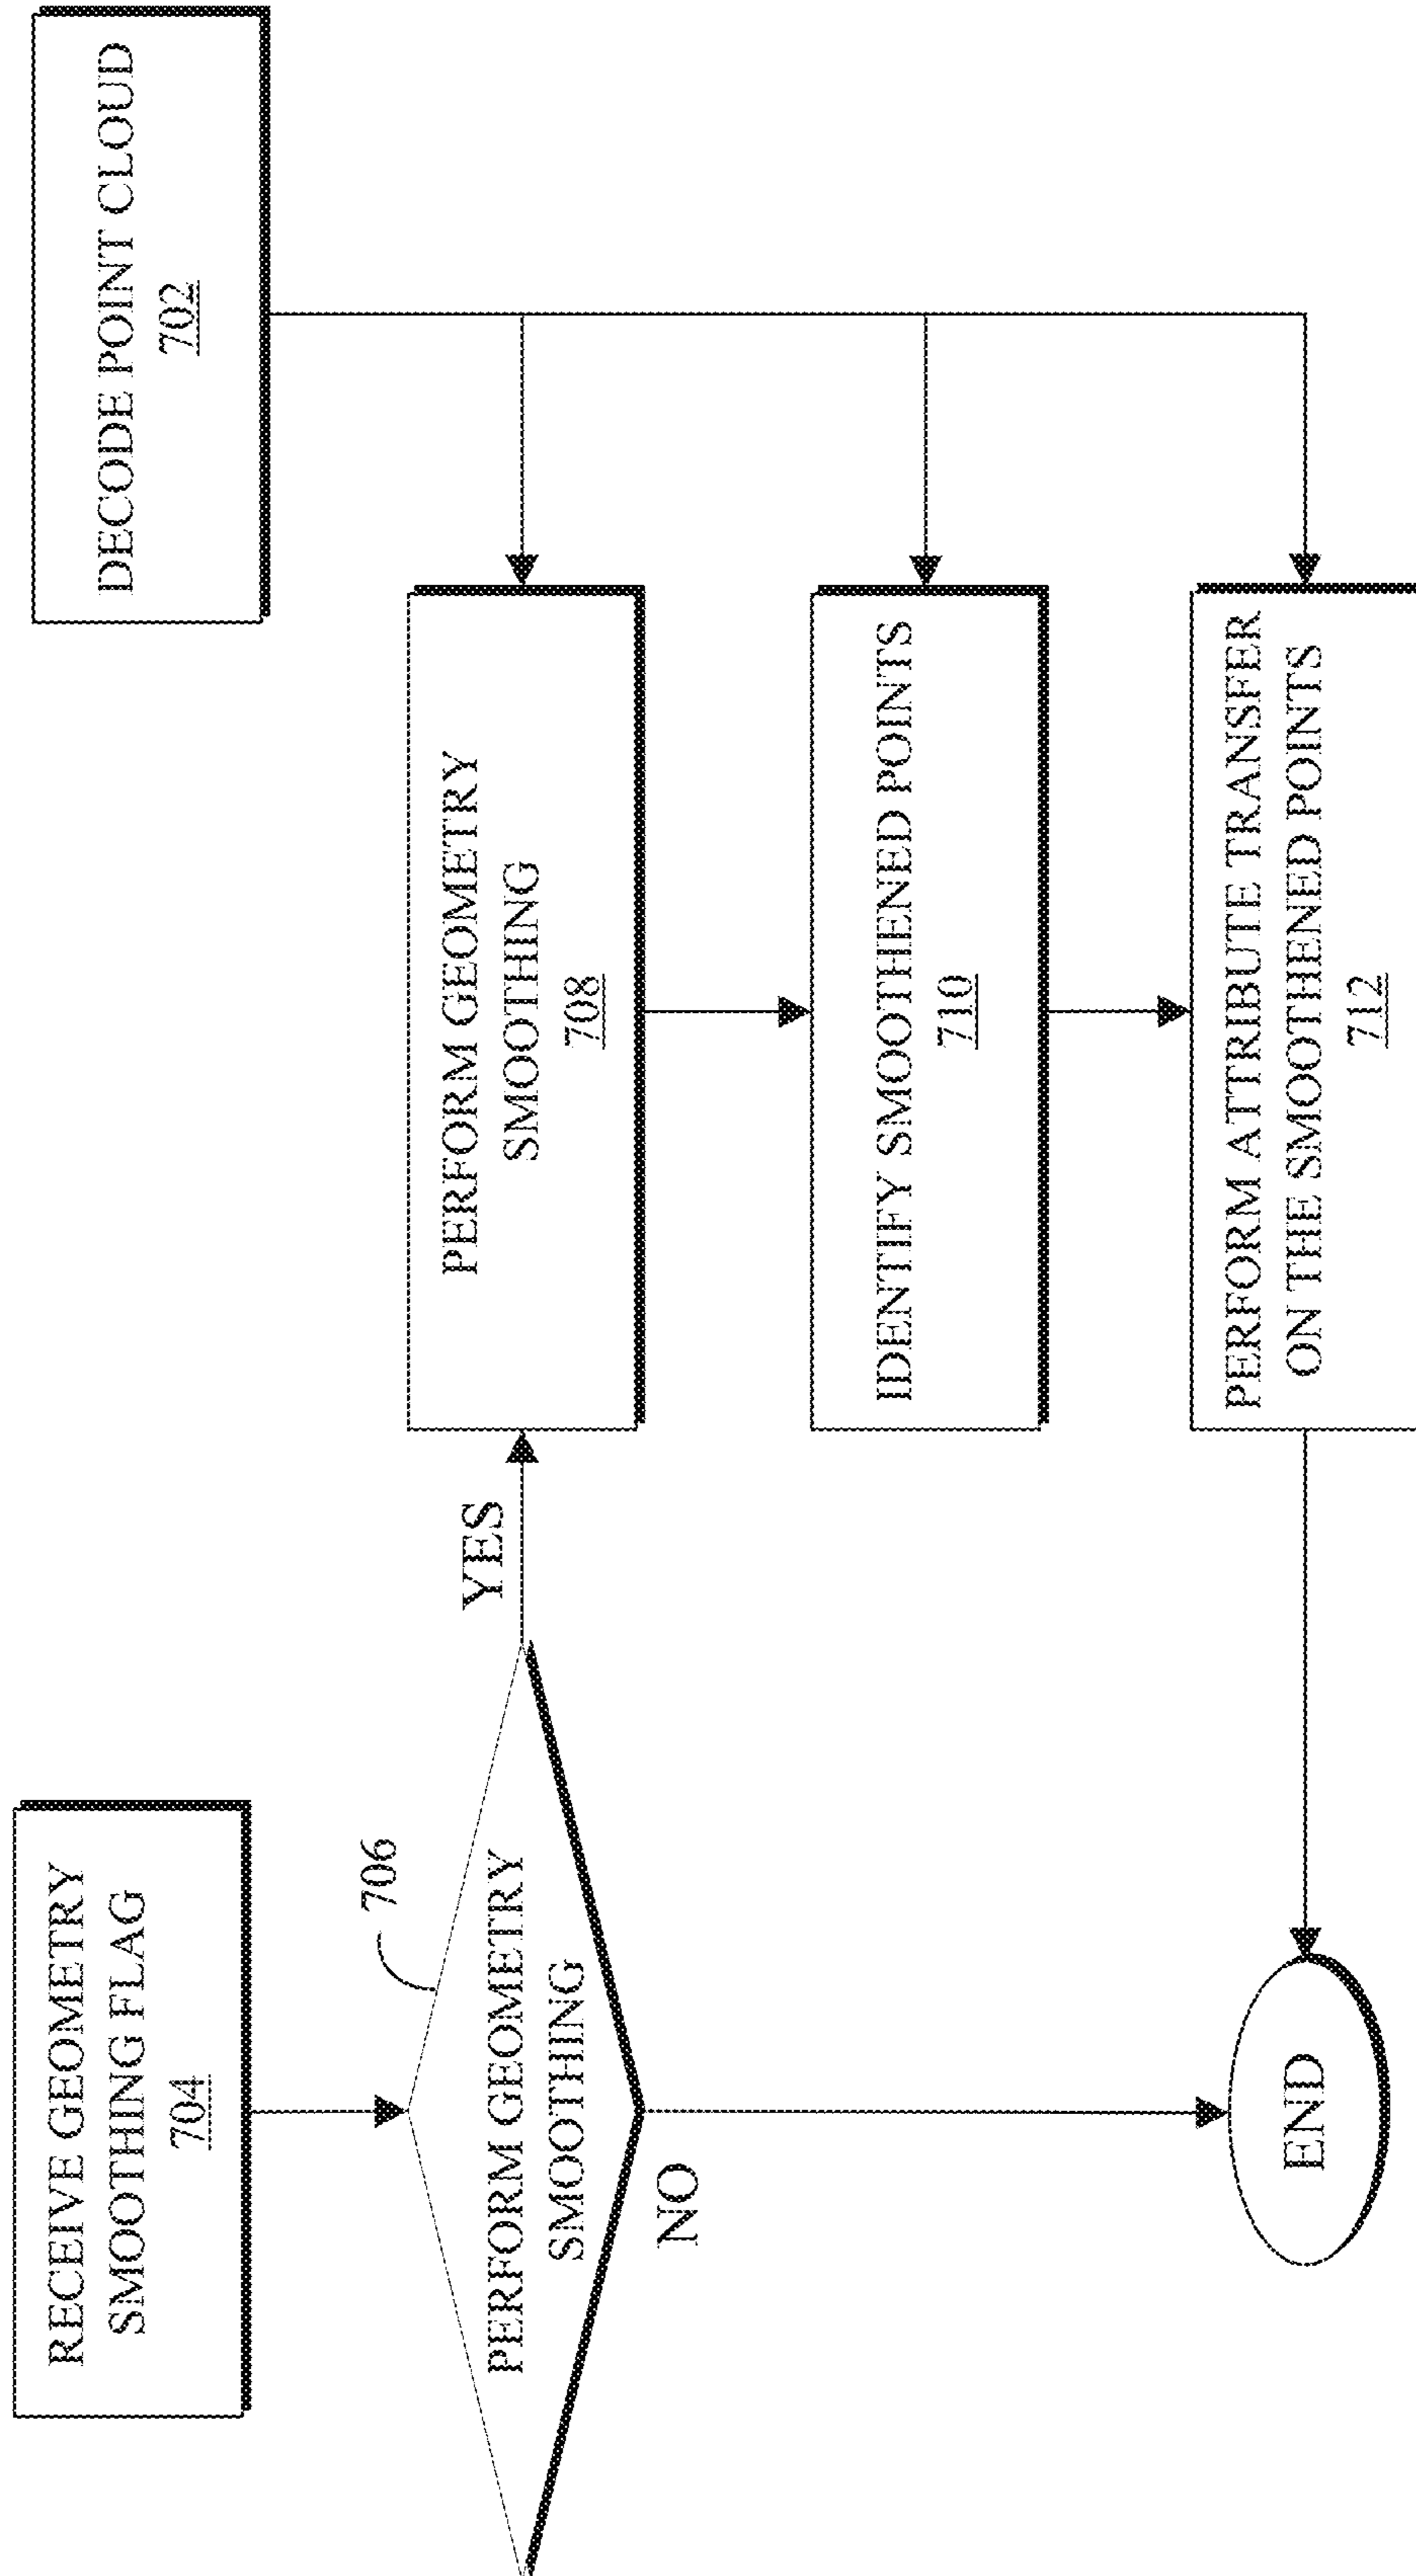 RECEIVE GEOMETRY
SMOOTHING FLAG
704
706
PERFORM GEOMETRY
SMOOTHING
YES
NO
DECODE POINT CLOUD
702
PERFORM GEOMETRY
SMOOTHING
708
IDENTIFY SMOOTHENED POINTS
710
PERFORM ATTRIBUTE TRANSFER
ON THE SMOOTHENED POINTS
712
END